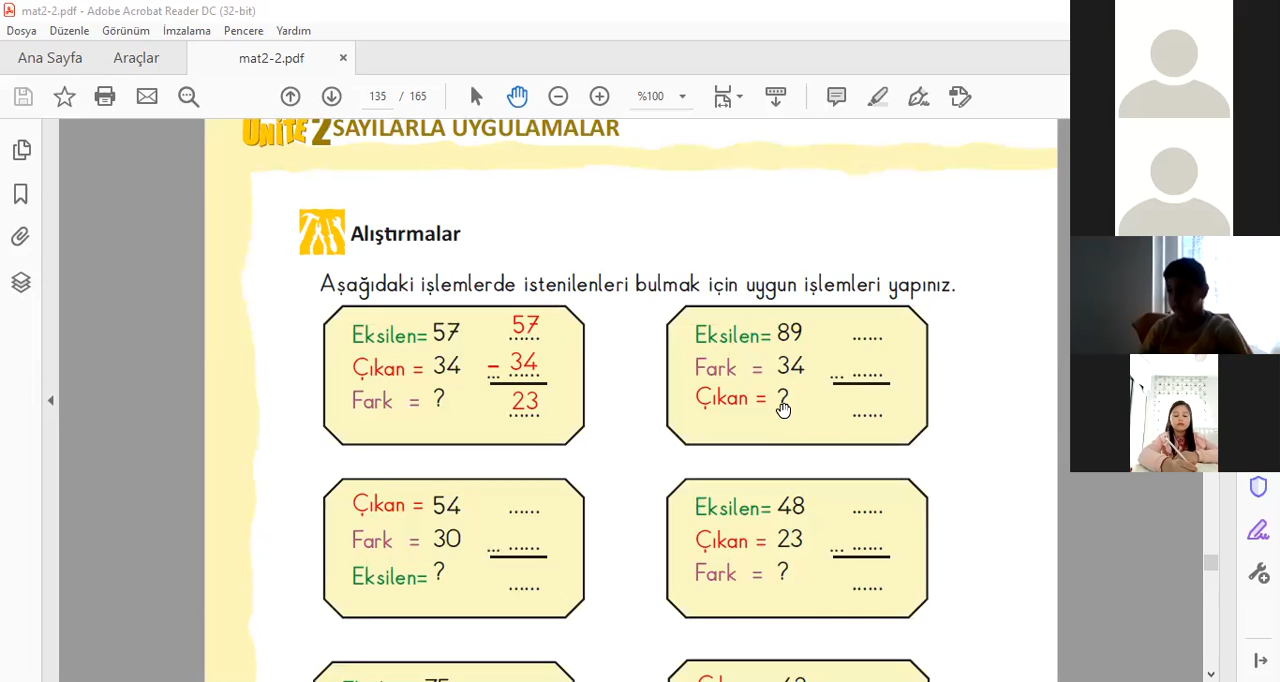 mat2-2.pdf - Adobe Acrobat Reader DC (32-bit)
Dosya Düzenle Görünüm İmzalama Pencere Yardım
Ana Sayfa Araçlar mat2-2.pdf ×
135 / 165 %100
ÜNİTE 2 SAYILARLA UYGULAMALAR
Alıştırmalar
Aşağıdaki işlemlerde istenilenleri bulmak için uygun işlemleri yapınız.
Eksilen= 57 57
Çıkan = 34 - 34
Fark = ? 23
Eksilen= 89 ......
Fark = 34 ... ......
Çıkan = ? ......
Çıkan = 54 ......
Fark = 30 ... ......
Eksilen= ? ......
Eksilen= 48 ......
Çıkan = 23 ... ......
Fark = ? ......